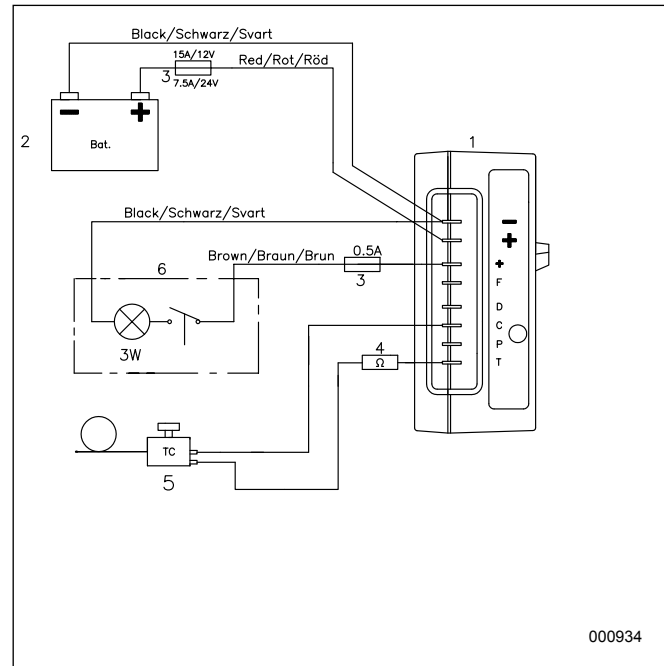 Black/Schwarz/Svart
15A/12V
3
7.5A/24V
Red/Rot/Röd
2
Bat.
1
Black/Schwarz/Svart
Brown/Braun/Brun
0.5A
3
6
3W
4
Ω
TC
5
−
+
+
F
D
C
P
T
000934